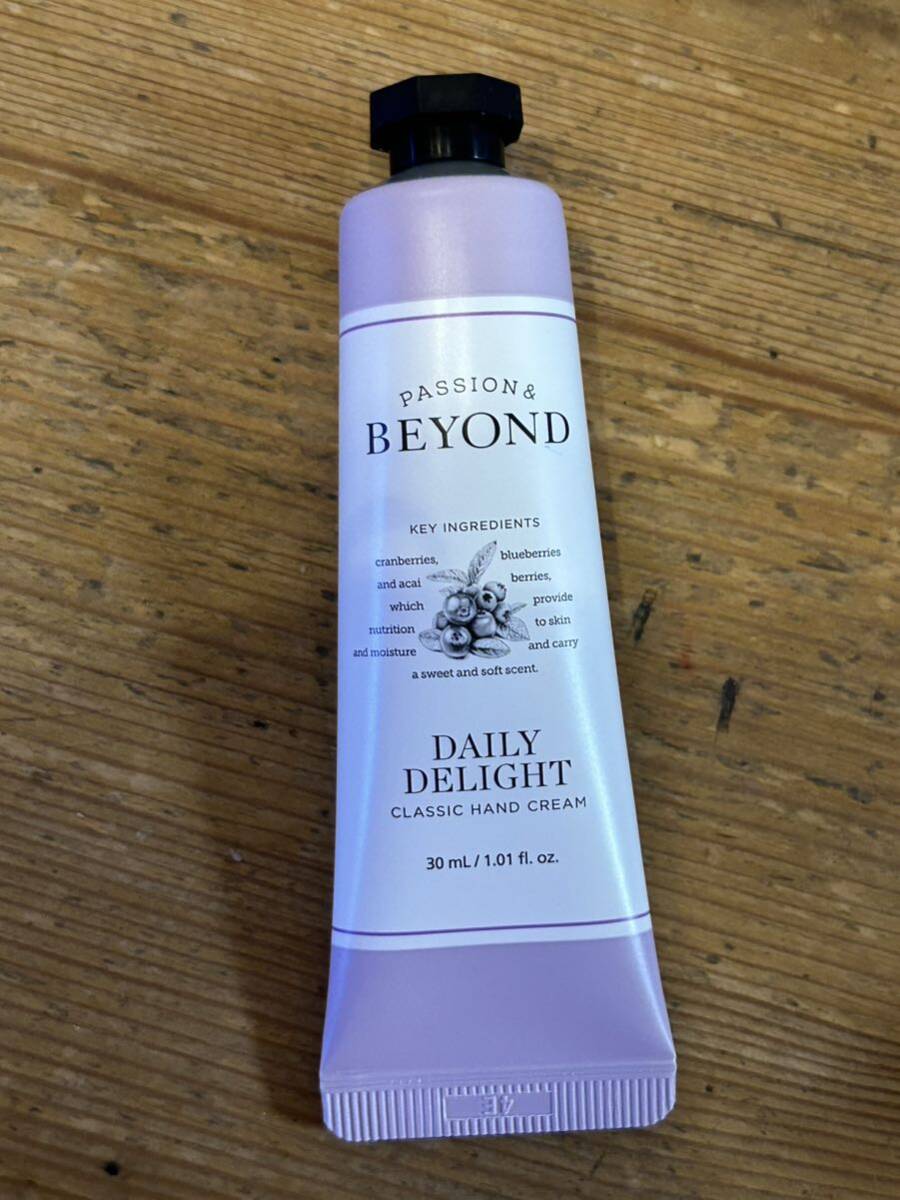 PASSION &
BEYOND
KEY INGREDIENTS
cranberries, blueberries
and acai berries,
which provide
nutrition to skin
and moisture and carry
a sweet and soft scent.
DAILY
DELIGHT
CLASSIC HAND CREAM
30 mL / 1.01 fl. oz.